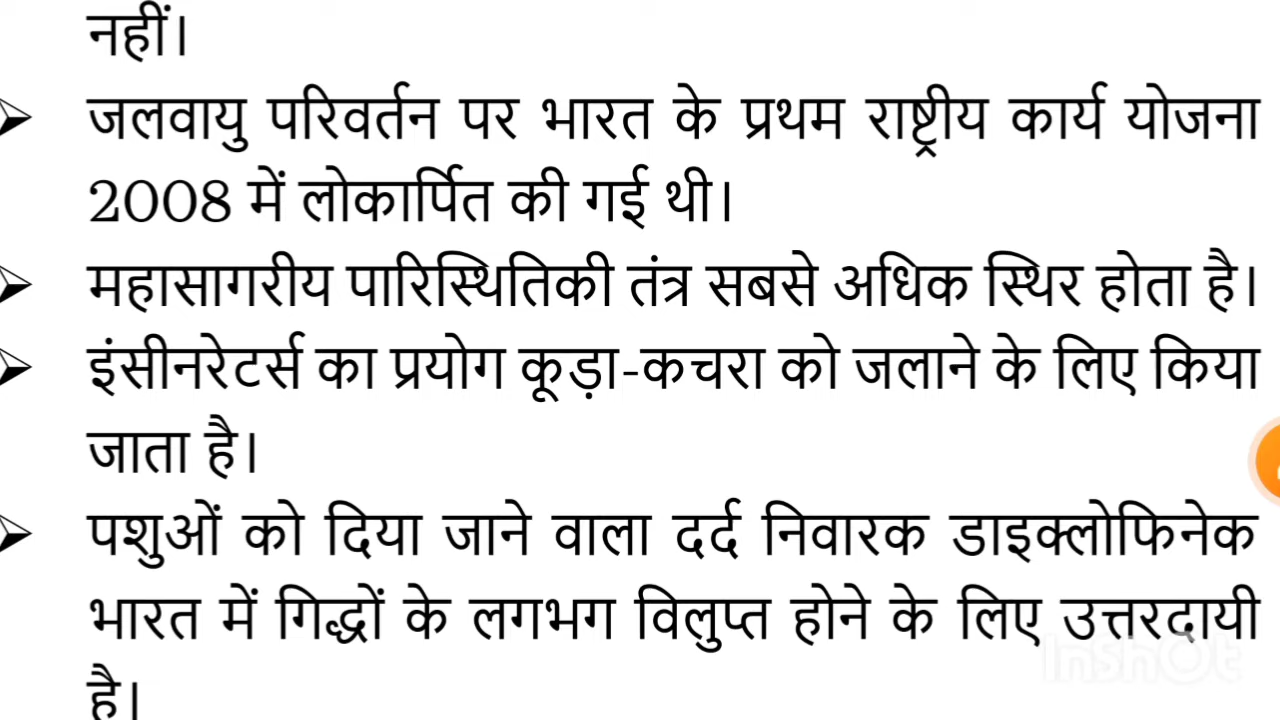 नहीं।
➢ जलवायु परिवर्तन पर भारत के प्रथम राष्ट्रीय कार्य योजना
2008 में लोकार्पित की गई थी।
➢ महासागरीय पारिस्थितिकी तंत्र सबसे अधिक स्थिर होता है।
➢ इंसीनरेटर्स का प्रयोग कूड़ा-कचरा को जलाने के लिए किया
जाता है।
➢ पशुओं को दिया जाने वाला दर्द निवारक डाइक्लोफिनेक
भारत में गिद्धों के लगभग विलुप्त होने के लिए उत्तरदायी
है।
InShOt